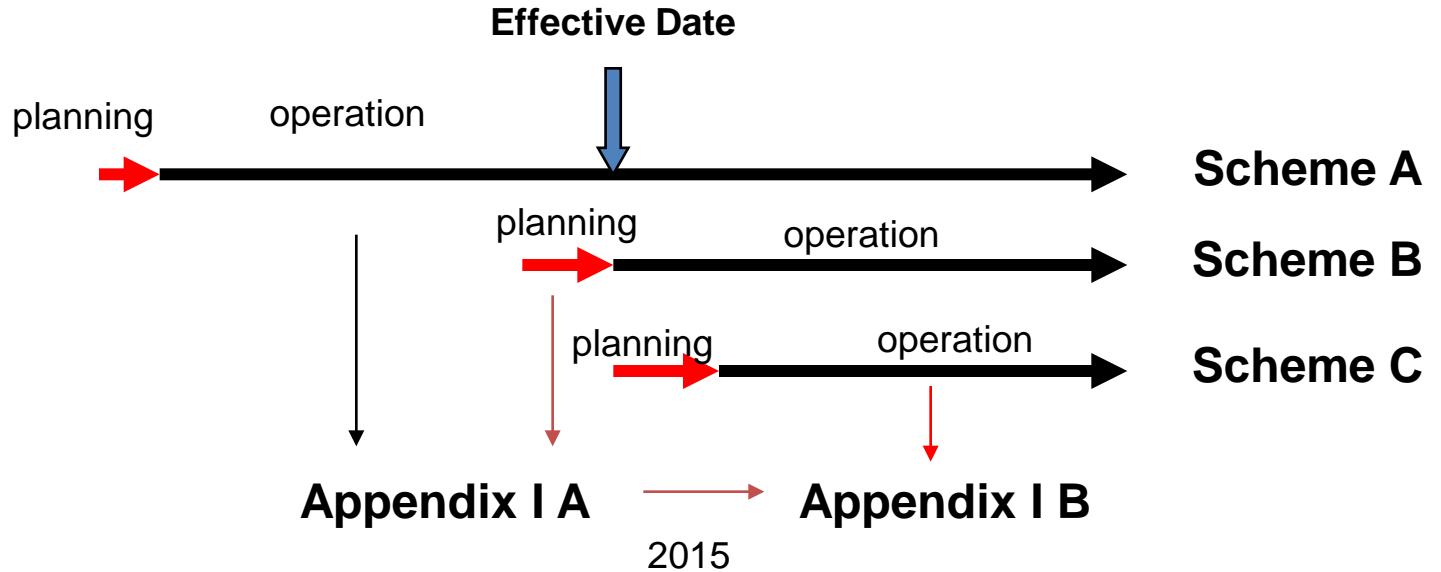 Effective Date
planning
operation
Scheme A
planning
operation
Scheme B
planning
operation
Scheme C
Appendix I A
Appendix I B
2015